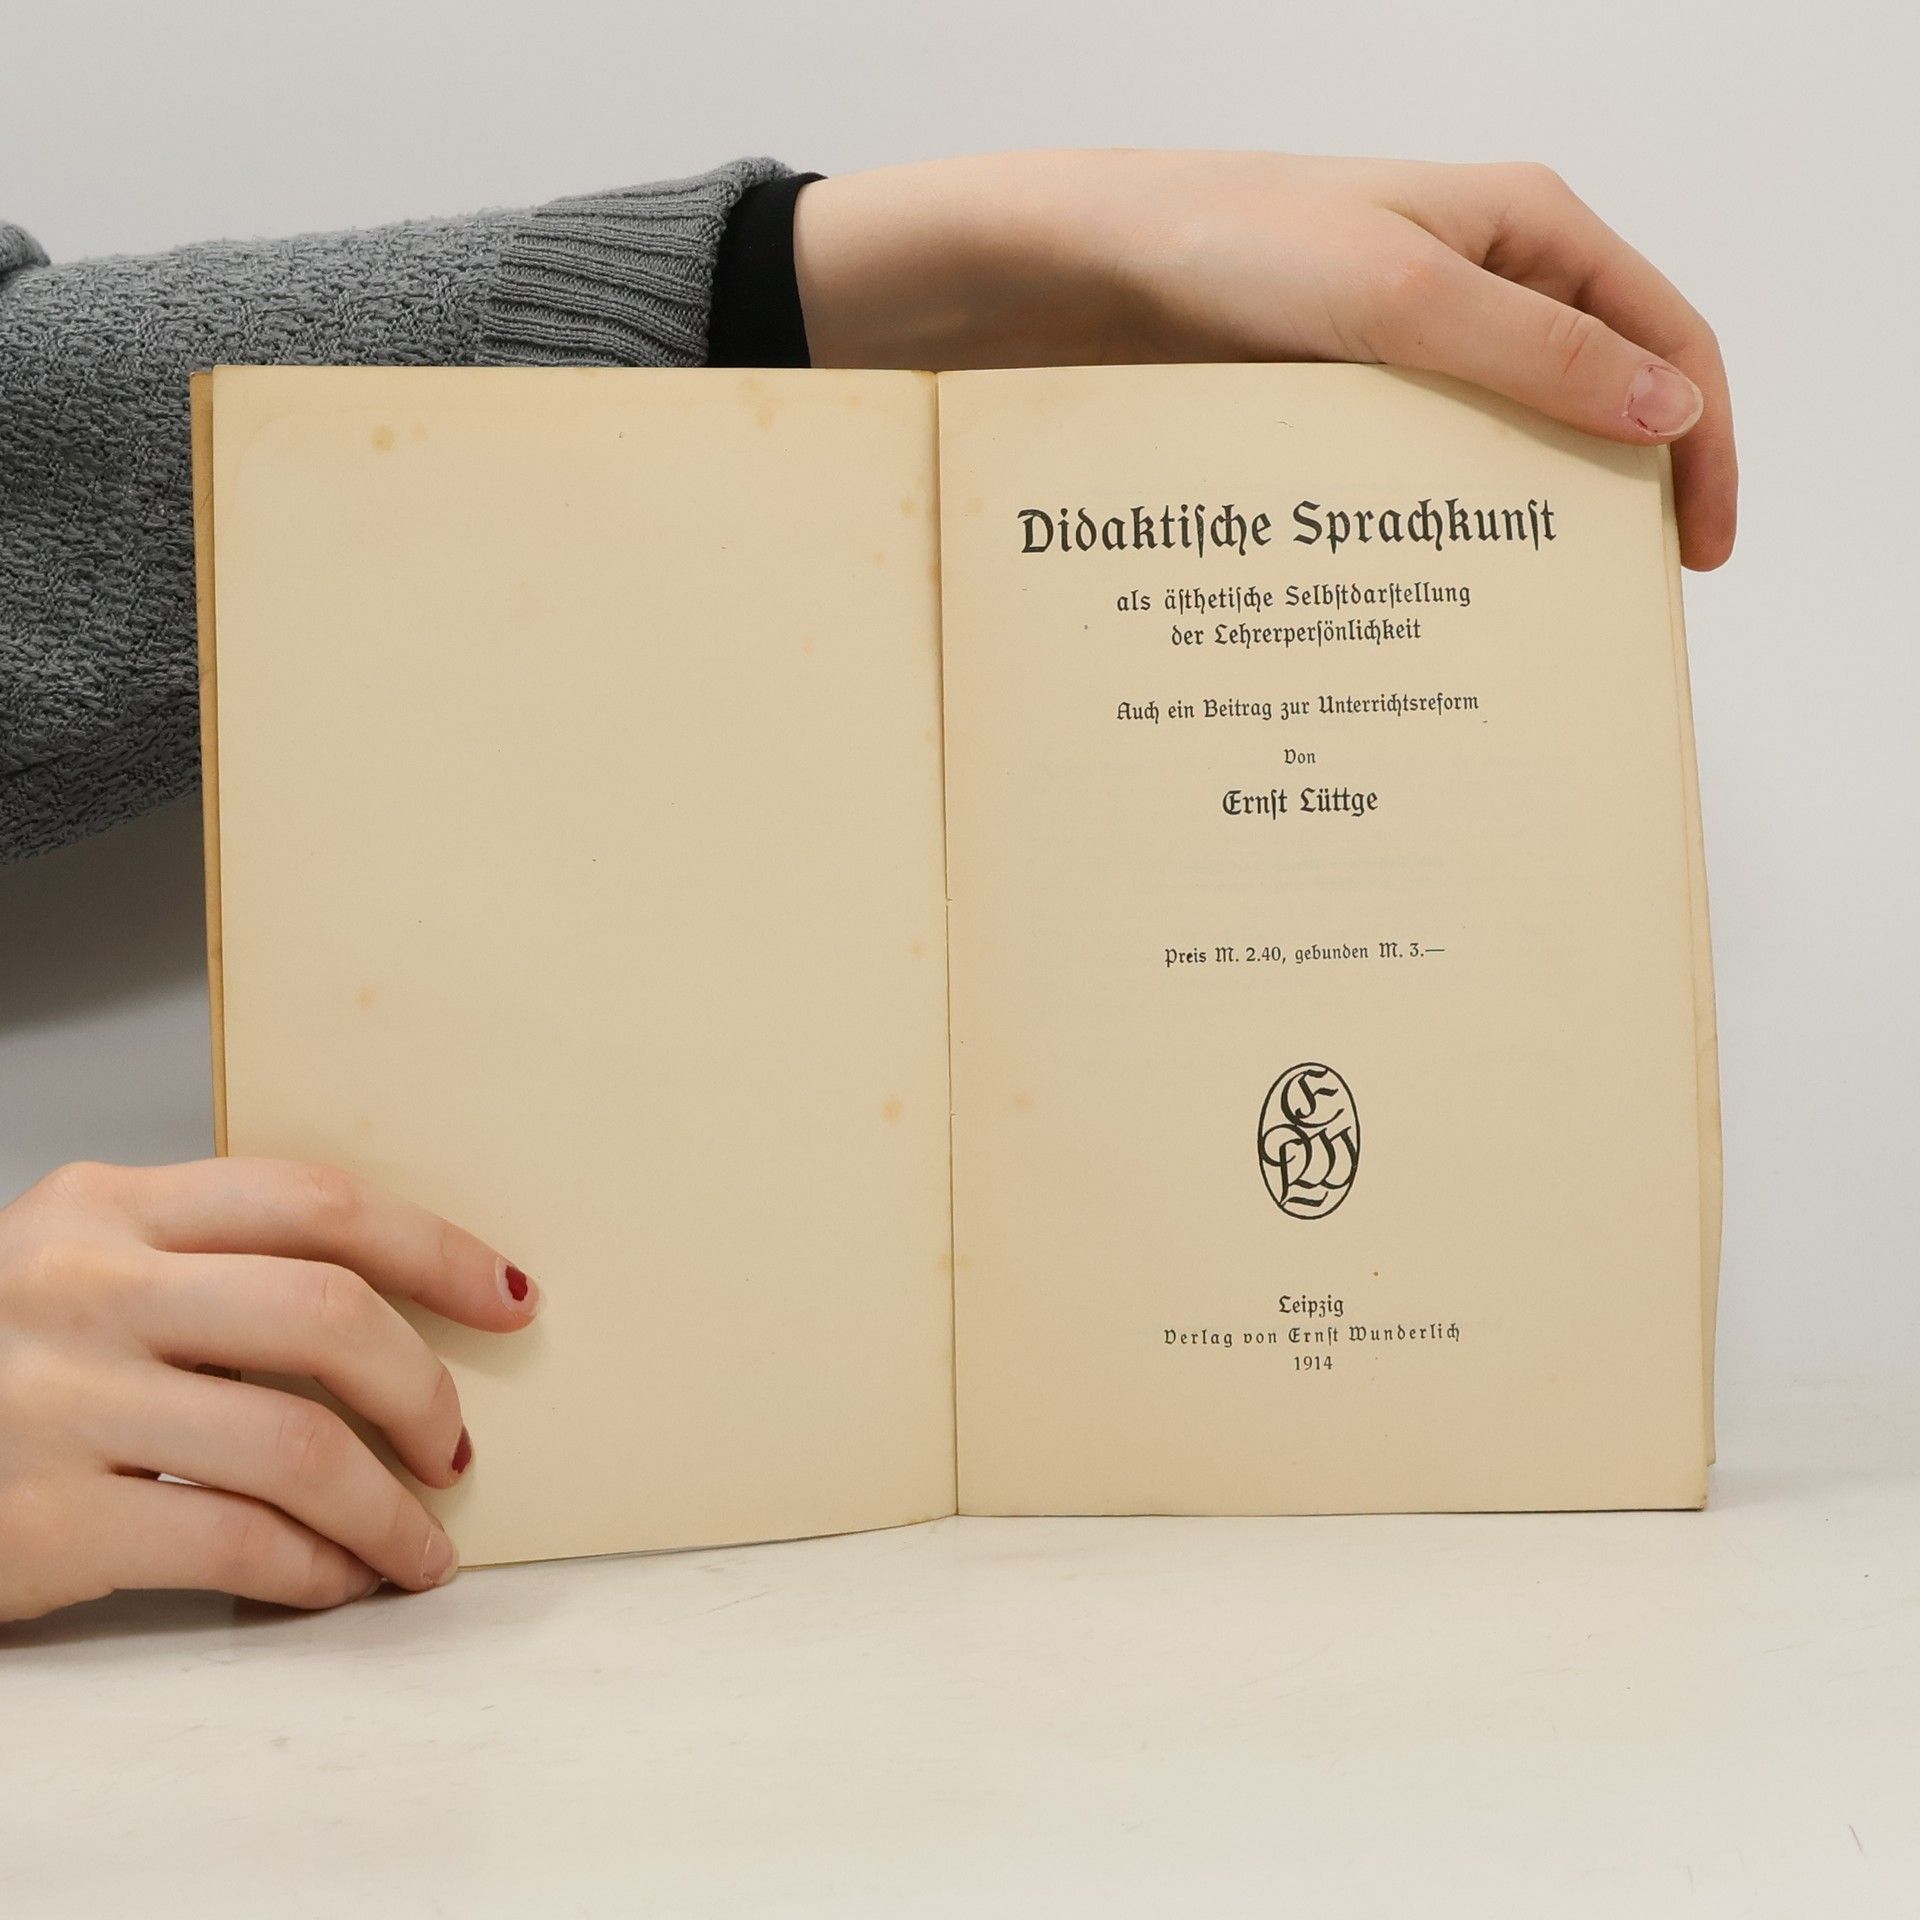 Didaktiſche Sprachkunſt
als äſthetiſche Selbſtdarſtellung
der Lehrerperſönlichkeit
Auch ein Beitrag zur Unterrichtsreform
Von
Ernſt Lüttge
Preis M. 2.40, gebunden M. 3.—
E
L W
Leipzig
Verlag von Ernſt Wunderlich
1914